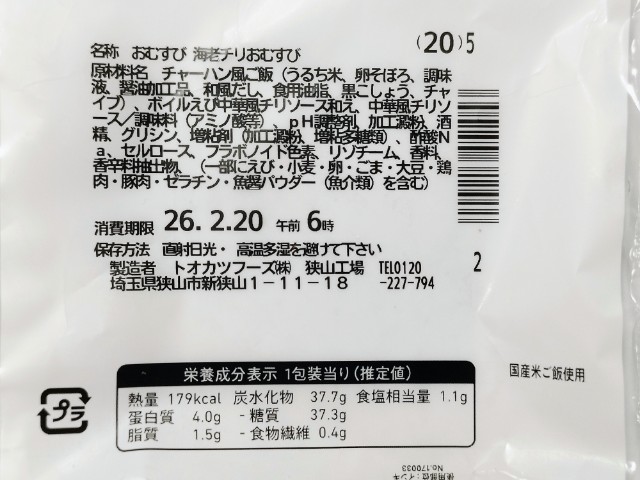 (20)5
名称 おむすび 海老チリおむすび
原材料名 チャーハン風ご飯(うるち米、卵そぼろ、調味
液、醤油加工品、和風だし、食用油脂、黒こしょう、チャ
イブ)、ボイルえび中華風チリソース和え、中華風チリソ
ース/調味料(アミノ酸等)、pH調整剤、加工澱粉、酒
精、グリシン、増粘剤(加工澱粉、増粘多糖類)、酢酸N
a、セルロース、フラボノイド色素、リゾチーム、香料、
香辛料抽出物、(一部にえび・小麦・卵・ごま・大豆・鶏
肉・豚肉・ゼラチン・魚醤パウダー(魚介類)を含む)
消費期限 26. 2.20 午前 6時
保存方法 直射日光・高温多湿を避けて下さい
製造者 トオカツフーズ㈱ 狭山工場 TEL0120 2
埼玉県狭山市新狭山1-11-18 -227-794
栄養成分表示 1包装当り(推定値)
熱量 179kcal 炭水化物 37.7g 食塩相当量 1.1g
蛋白質 4.0g -糖質 37.3g
脂質 1.5g -食物繊維 0.4g
国産米ご飯使用
プラ
No.170033